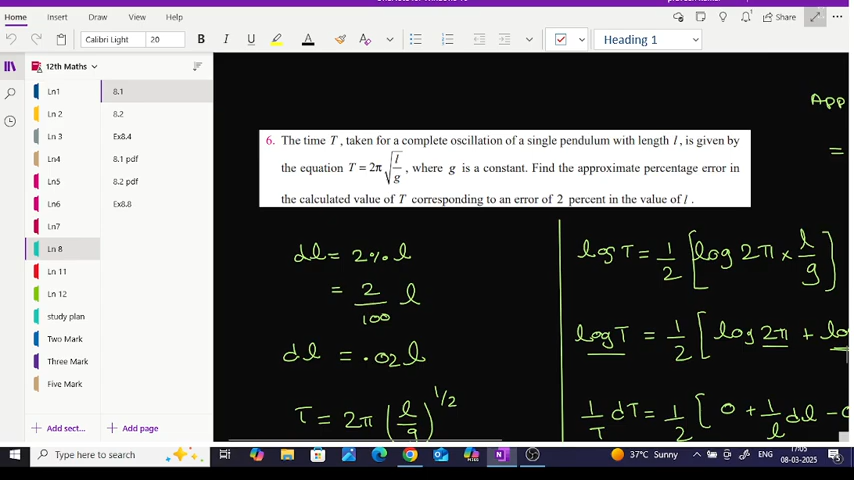 Home Insert Draw View Help
Share
Calibri Light 20 B I U A Heading 1
12th Maths
Ln1
Ln 2
Ln 3
Ln4
Ln5
Ln6
Ln7
Ln 8
Ln 11
Ln 12
study plan
Two Mark
Three Mark
Five Mark
Add sect...
8.1
8.2
Ex8.4
8.1 pdf
8.2 pdf
Ex8.8
Add page
APP
=
6. The time T, taken for a complete oscillation of a single pendulum with length l, is given by
the equation T = 2π√(l/g), where g is a constant. Find the approximate percentage error in
the calculated value of T corresponding to an error of 2 percent in the value of l.
dl = 2% l
= 2/100 l
dl = .02l
T = 2π (l/g)^1/2
log T = 1/2 [log 2π × l/g]
log T = 1/2 [log 2π + lo
1/T dT = 1/2 [0 + 1/l dl - 0
Type here to search
37°C Sunny
ENG
17:05
08-03-2025